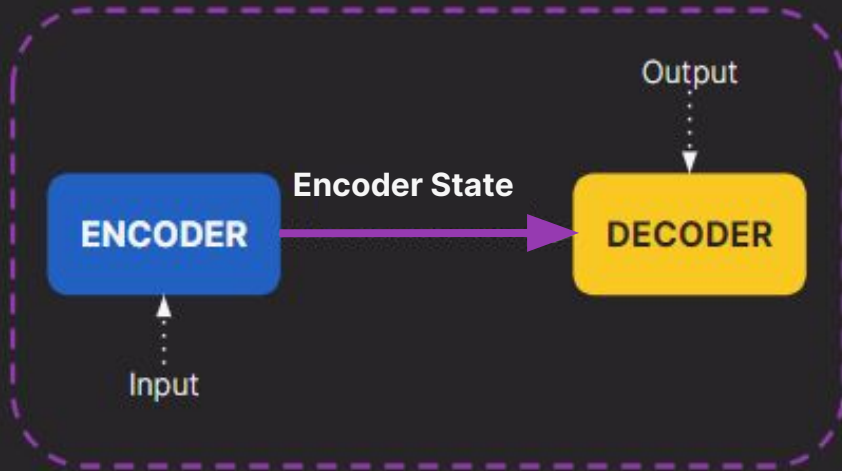 Output
Encoder State
ENCODER
DECODER
Input